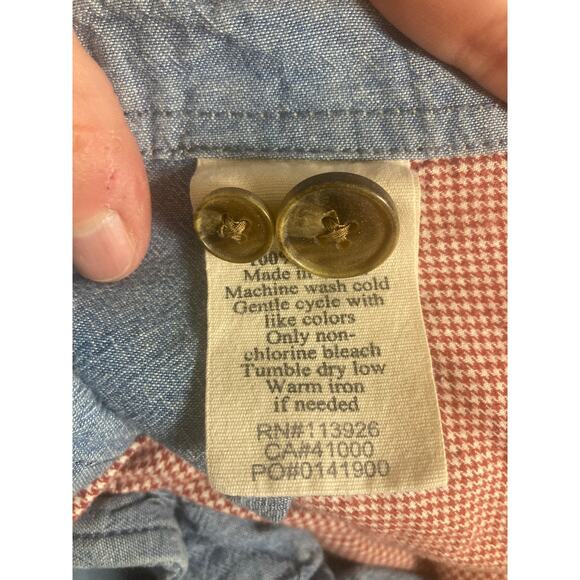 100%
Made in
Machine wash cold
Gentle cycle with
like colors
Only non-
chlorine bleach
Tumble dry low
Warm iron
if needed
RN#113926
CA#41000
PO#0141900